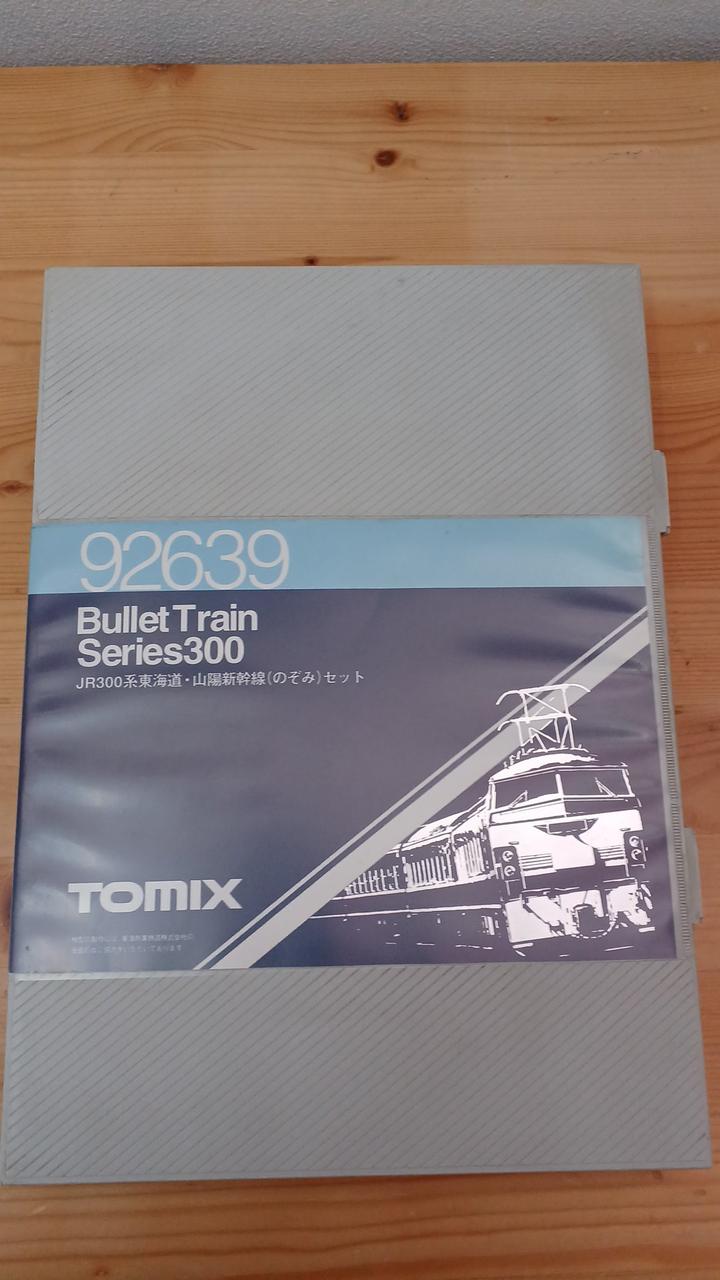 92639
Bullet Train
Series300
JR300系東海道・山陽新幹線(のぞみ)セット
TOMIX